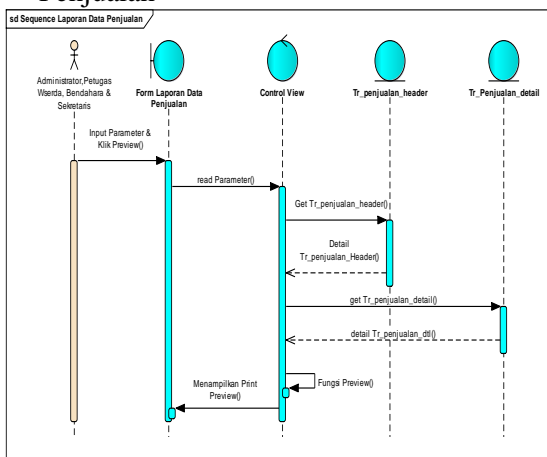 Penjualan
sd Sequence Laporan Data Penjualan
Administrator,Petugas
Wserda, Bendahara &
Sekretaris
Form Laporan Data
Penjualan
Control View
Tr_penjualan_header
Tr_Penjualan_detail
Input Parameter &
Klik Preview()
read Parameter()
Get Tr_penjualan_header()
Detail
Tr_penjualan_Header()
get Tr_penjualan_detail()
detail Tr_penjualan_dtl()
Fungsi Preview()
Menampilkan Print
Preview()